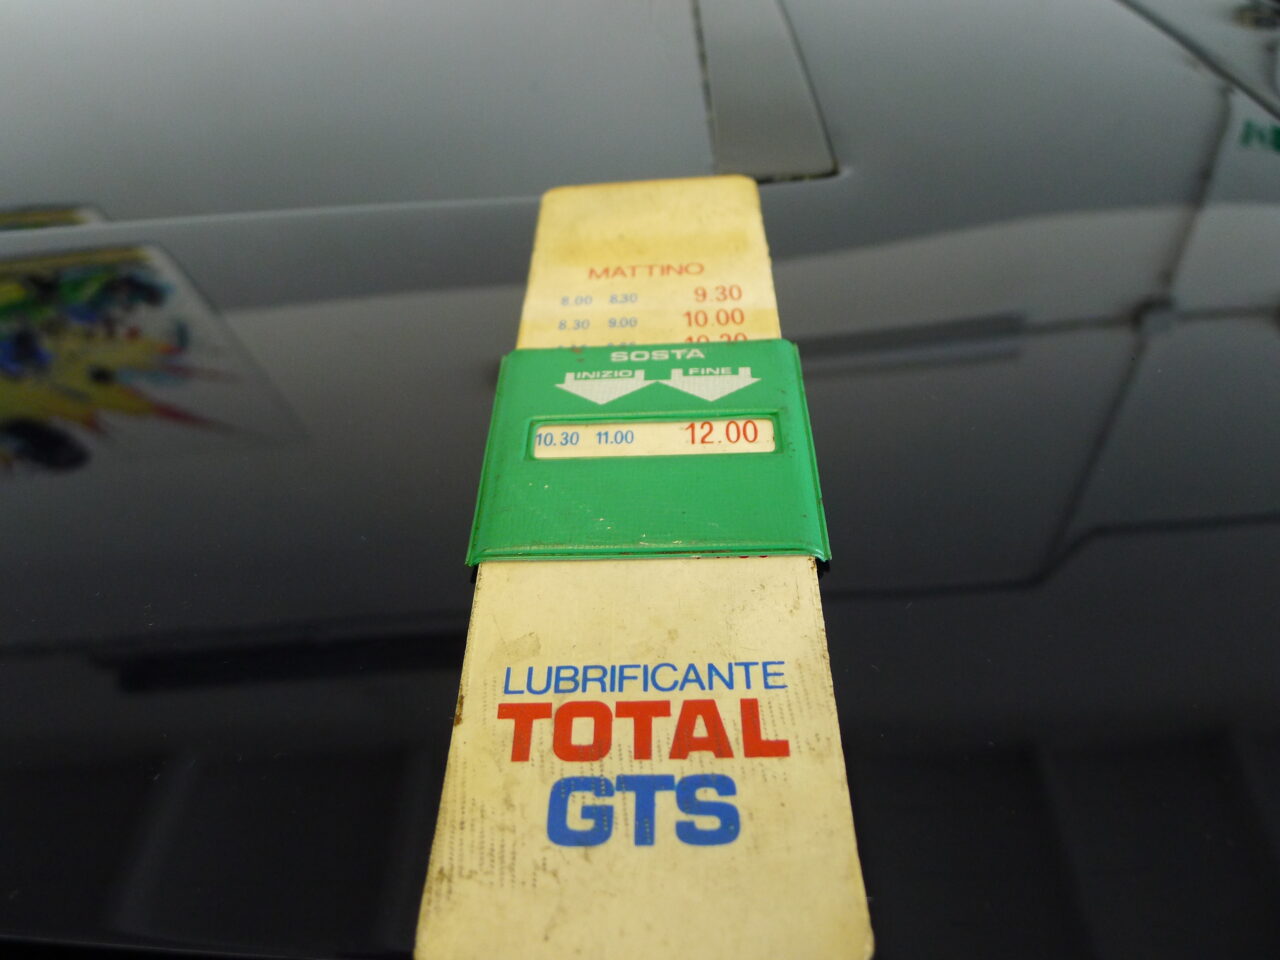 MATTINO
8.00 8.30 9.30
8.30 9.00 10.00
SOSTA
INIZIO FINE
10.30 11.00 12.00
LUBRIFICANTE
TOTAL
GTS